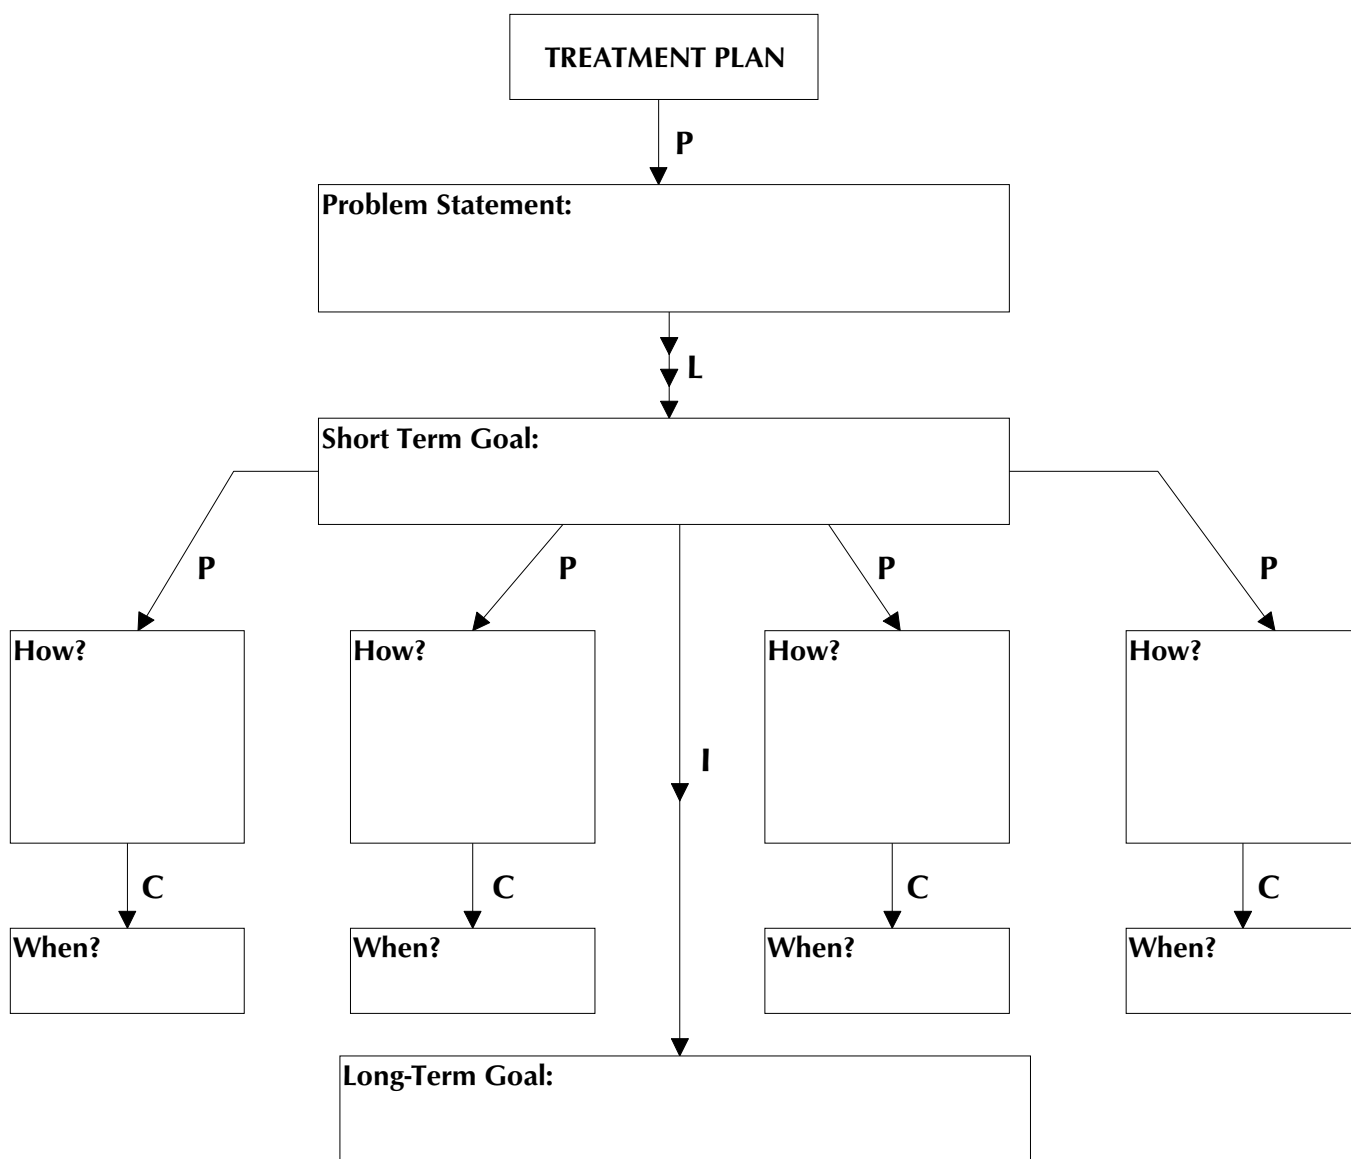 TREATMENT PLAN
P
Problem Statement:
L
Short Term Goal:
P
P
P
P
How?
How?
How?
How?
I
C
C
C
C
When?
When?
When?
When?
Long-Term Goal: